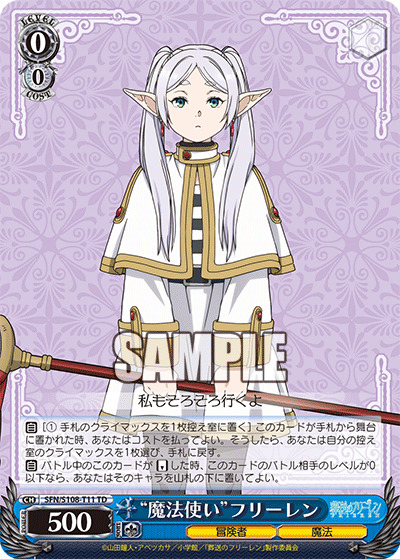 LEVEL
0
0
COST
SAMPLE
私もそろそろ行くよ
自 [① 手札のクライマックスを1枚控え室に置く] このカードが手札から舞台
に置かれた時、あなたはコストを払ってよい。そうしたら、あなたは自分の控え
室のクライマックスを1枚選び、手札に戻す。
自 バトル中のこのカードが【リバース】した時、このカードのバトル相手のレベルが0
以下なら、あなたはそのキャラを山札の下に置いてよい。
SFN/S108-T11 TD
500
“魔法使い”フリーレン
葬送のフリーレン
冒険者
魔法
©山田鐘人・アベツカサ/小学館/「葬送のフリーレン」製作委員会